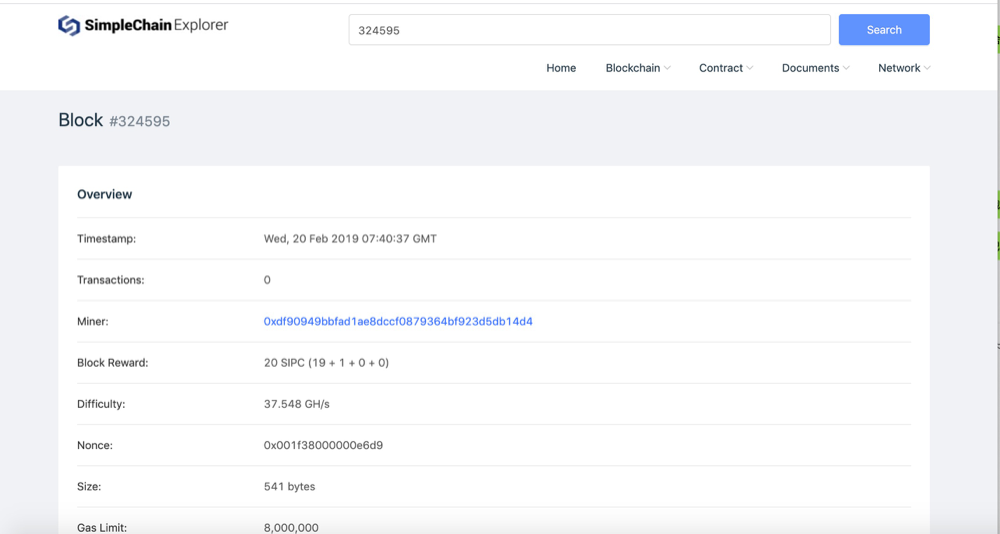 SimpleChain Explorer
324595
Search
Home Blockchain Contract Documents Network
Block #324595
Overview
Timestamp: Wed, 20 Feb 2019 07:40:37 GMT
Transactions: 0
Miner: 0xdf90949bbfad1ae8dccf0879364bf923d5db14d4
Block Reward: 20 SIPC (19 + 1 + 0 + 0)
Difficulty: 37.548 GH/s
Nonce: 0x001f38000000e6d9
Size: 541 bytes
Gas Limit: 8,000,000